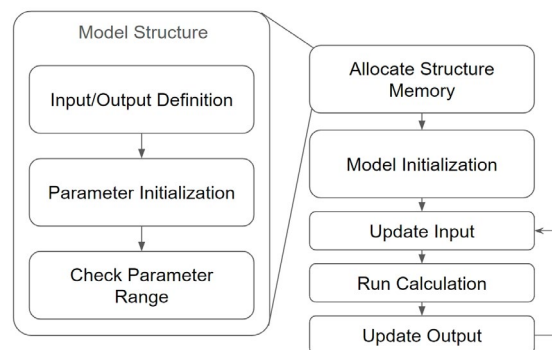 Model Structure
Input/Output Definition
Parameter Initialization
Check Parameter
Range
Allocate Structure
Memory
Model Initialization
Update Input
Run Calculation
Update Output